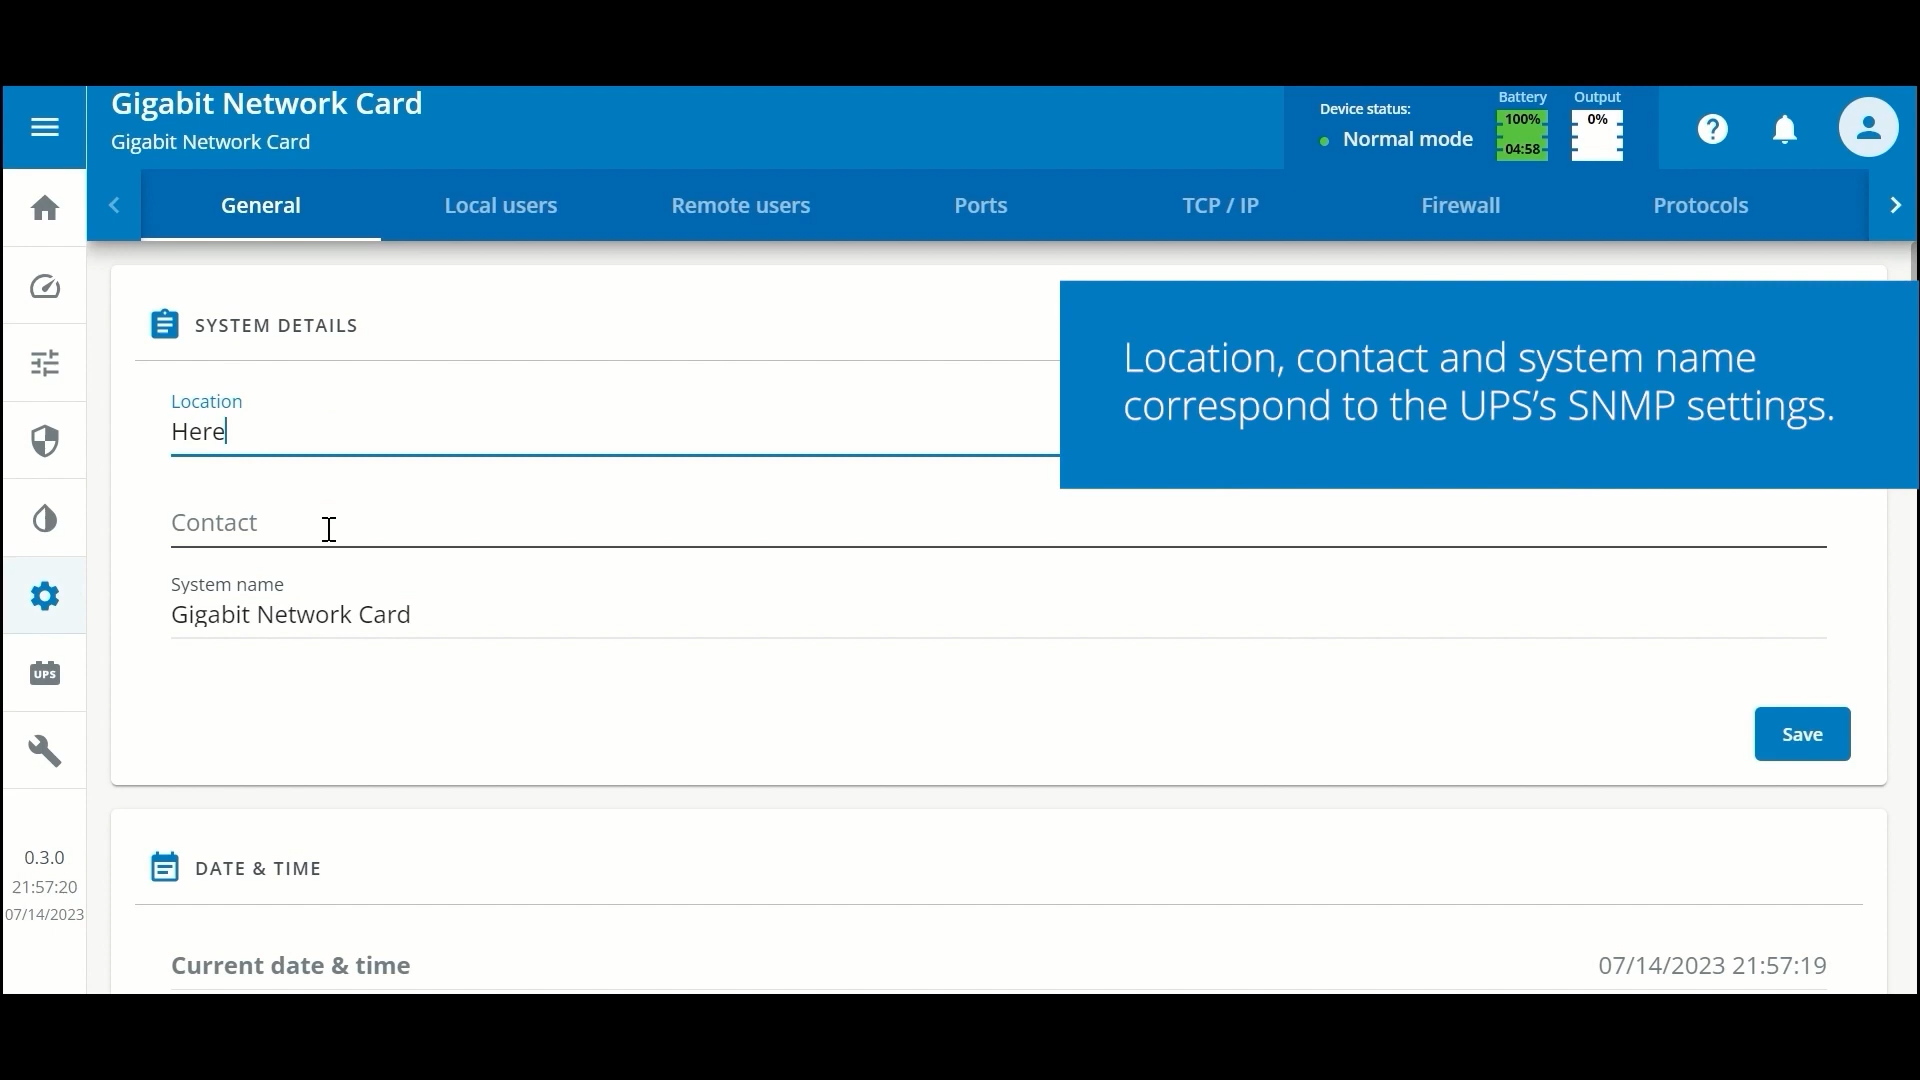 Gigabit Network Card
Gigabit Network Card
Device status:
Normal mode
Battery
100%
04:58
Output
0%
General
Local users
Remote users
Ports
TCP / IP
Firewall
Protocols
SYSTEM DETAILS
Location
Here
Location, contact and system name
correspond to the UPS’s SNMP settings.
Contact
System name
Gigabit Network Card
UPS
Save
0.3.0
21:57:20
07/14/2023
DATE & TIME
Current date & time
07/14/2023 21:57:19